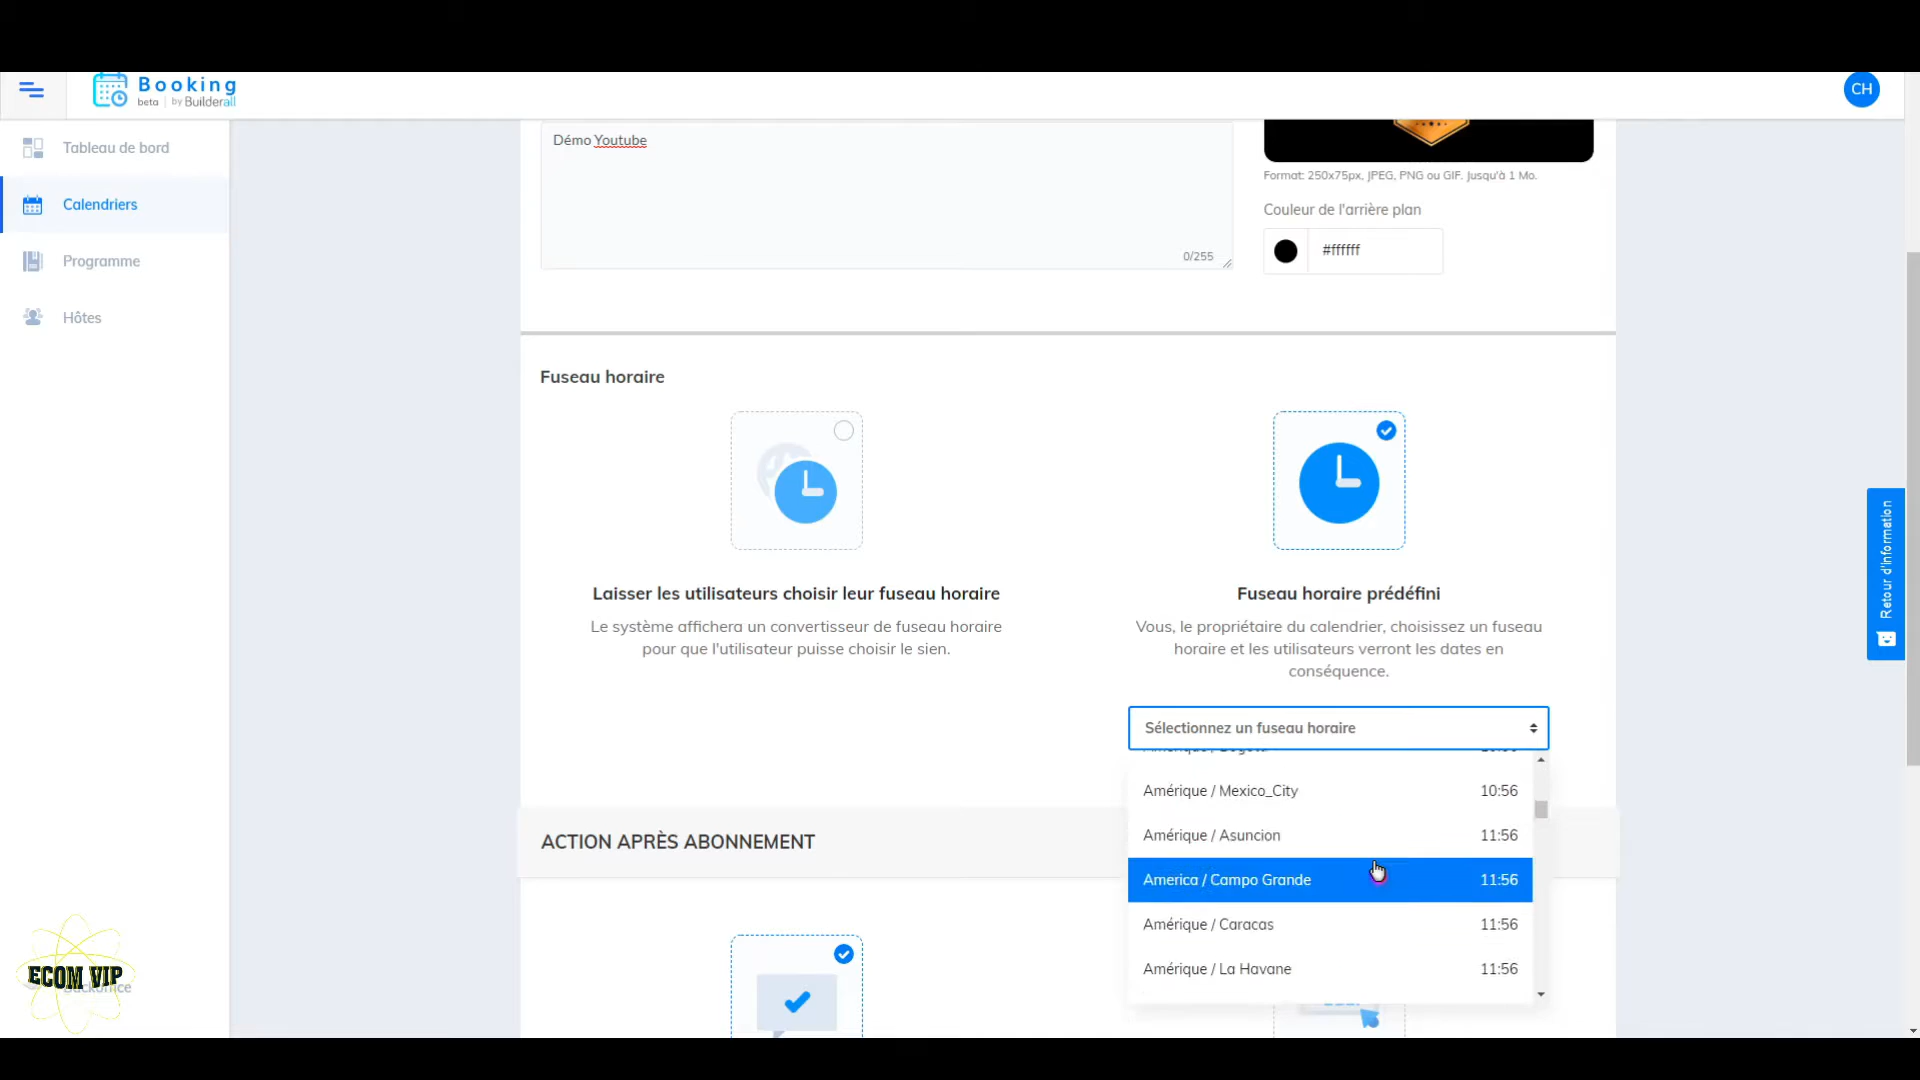 Booking
beta | by Builderall
CH
Tableau de bord
Calendriers
Programme
Hôtes
Démo Youtube
0/255
Format: 250x75px, JPEG, PNG ou GIF. Jusqu'à 1 Mo.
Couleur de l'arrière plan
#ffffff
Fuseau horaire
Laisser les utilisateurs choisir leur fuseau horaire
Le système affichera un convertisseur de fuseau horaire
pour que l'utilisateur puisse choisir le sien.
Fuseau horaire prédéfini
Vous, le propriétaire du calendrier, choisissez un fuseau
horaire et les utilisateurs verront les dates en
conséquence.
Sélectionnez un fuseau horaire
Amérique / Mexico_City 10:56
Amérique / Asuncion 11:56
America / Campo Grande 11:56
Amérique / Caracas 11:56
Amérique / La Havane 11:56
ACTION APRÈS ABONNEMENT
Retour d'information
ECOM VIP